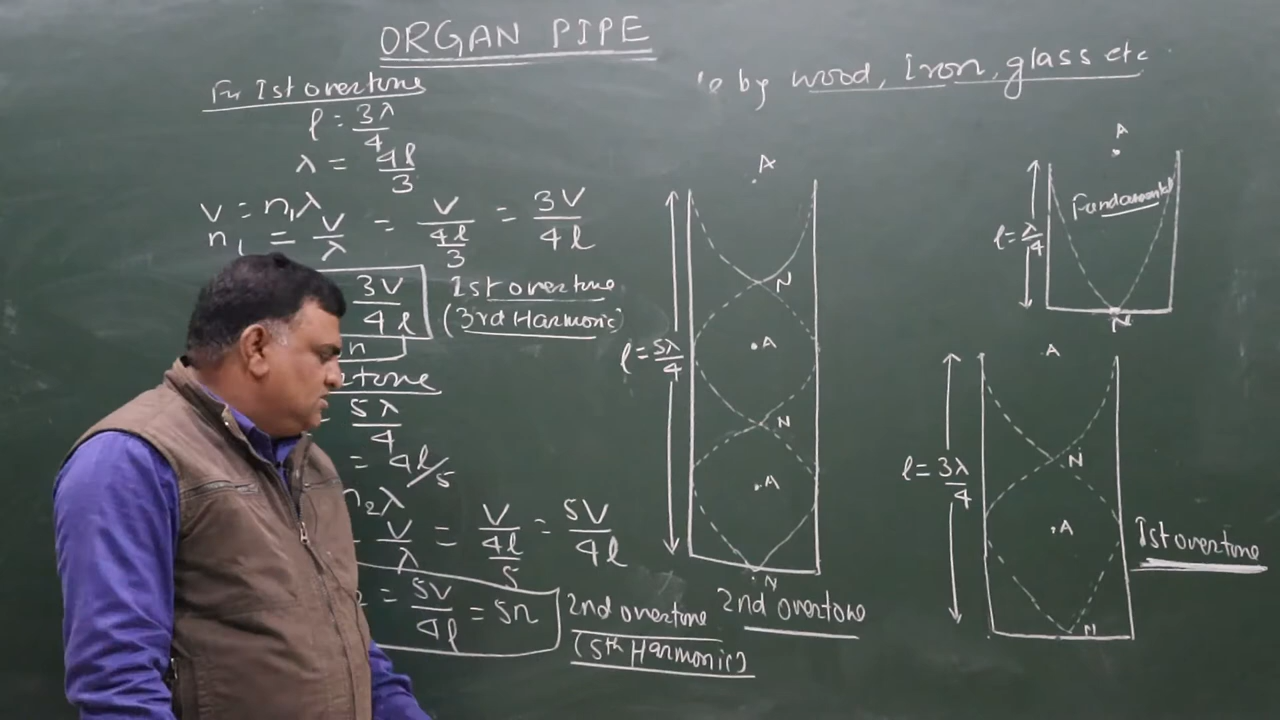 ORGAN PIPE
by wood, Iron, glass etc
For Ist overtone
l = 3λ/4
λ = 4l/3
V = n₁λ
n₁ = V/λ = V/(4l/3) = 3V/4l
3V/4l
n
Ist overtone
(3rd Harmonic)
tone
= 5λ/4
= 4l/5
n₂λ
= V/λ = V/(4l/5) = 5V/4l
= 5V/4l = 5n
2nd overtone
(5th Harmonic)
A
N
l = 5λ/4
A
N
A
N
2nd overtone
A
Fundamental
l = λ/4
N
A
l = 3λ/4
N
A
N
Ist overtone